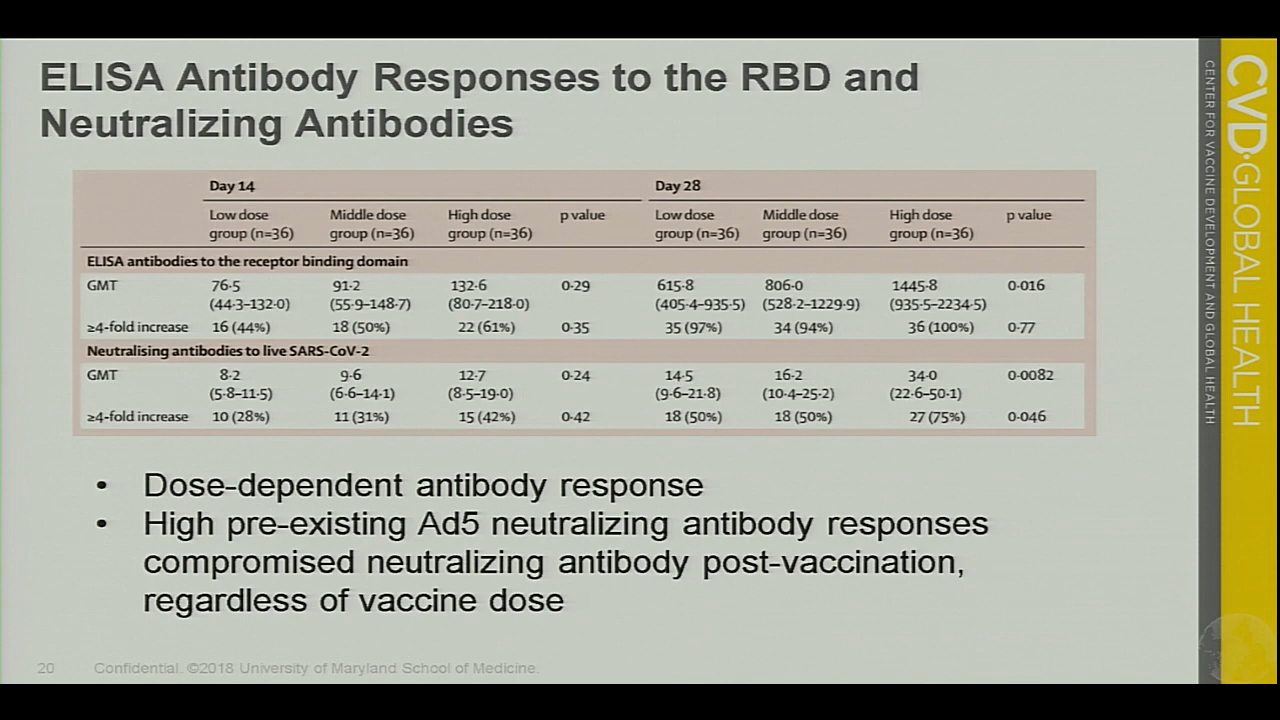 ELISA Antibody Responses to the RBD and
Neutralizing Antibodies
Day 14 Day 28
Low dose Middle dose High dose p value Low dose Middle dose High dose p value
group (n=36) group (n=36) group (n=36) group (n=36) group (n=36) group (n=36)
ELISA antibodies to the receptor binding domain
GMT 76·5 91·2 132·6 0·29 615·8 806·0 1445·8 0·016
(44·3–132·0) (55·9–148·7) (80·7–218·0) (405·4–935·5) (528·2–1229·9) (935·5–2234·5)
≥4-fold increase 16 (44%) 18 (50%) 22 (61%) 0·35 35 (97%) 34 (94%) 36 (100%) 0·77
Neutralising antibodies to live SARS-CoV-2
GMT 8·2 9·6 12·7 0·24 14·5 16·2 34·0 0·0082
(5·8–11·5) (6·6–14·1) (8·5–19·0) (9·6–21·8) (10·4–25·2) (22·6–50·1)
≥4-fold increase 10 (28%) 11 (31%) 15 (42%) 0·42 18 (50%) 18 (50%) 27 (75%) 0·046
• Dose-dependent antibody response
• High pre-existing Ad5 neutralizing antibody responses
compromised neutralizing antibody post-vaccination,
regardless of vaccine dose
20 Confidential. ©2018 University of Maryland School of Medicine.
CENTER FOR VACCINE DEVELOPMENT AND GLOBAL HEALTH
CVD·GLOBAL HEALTH